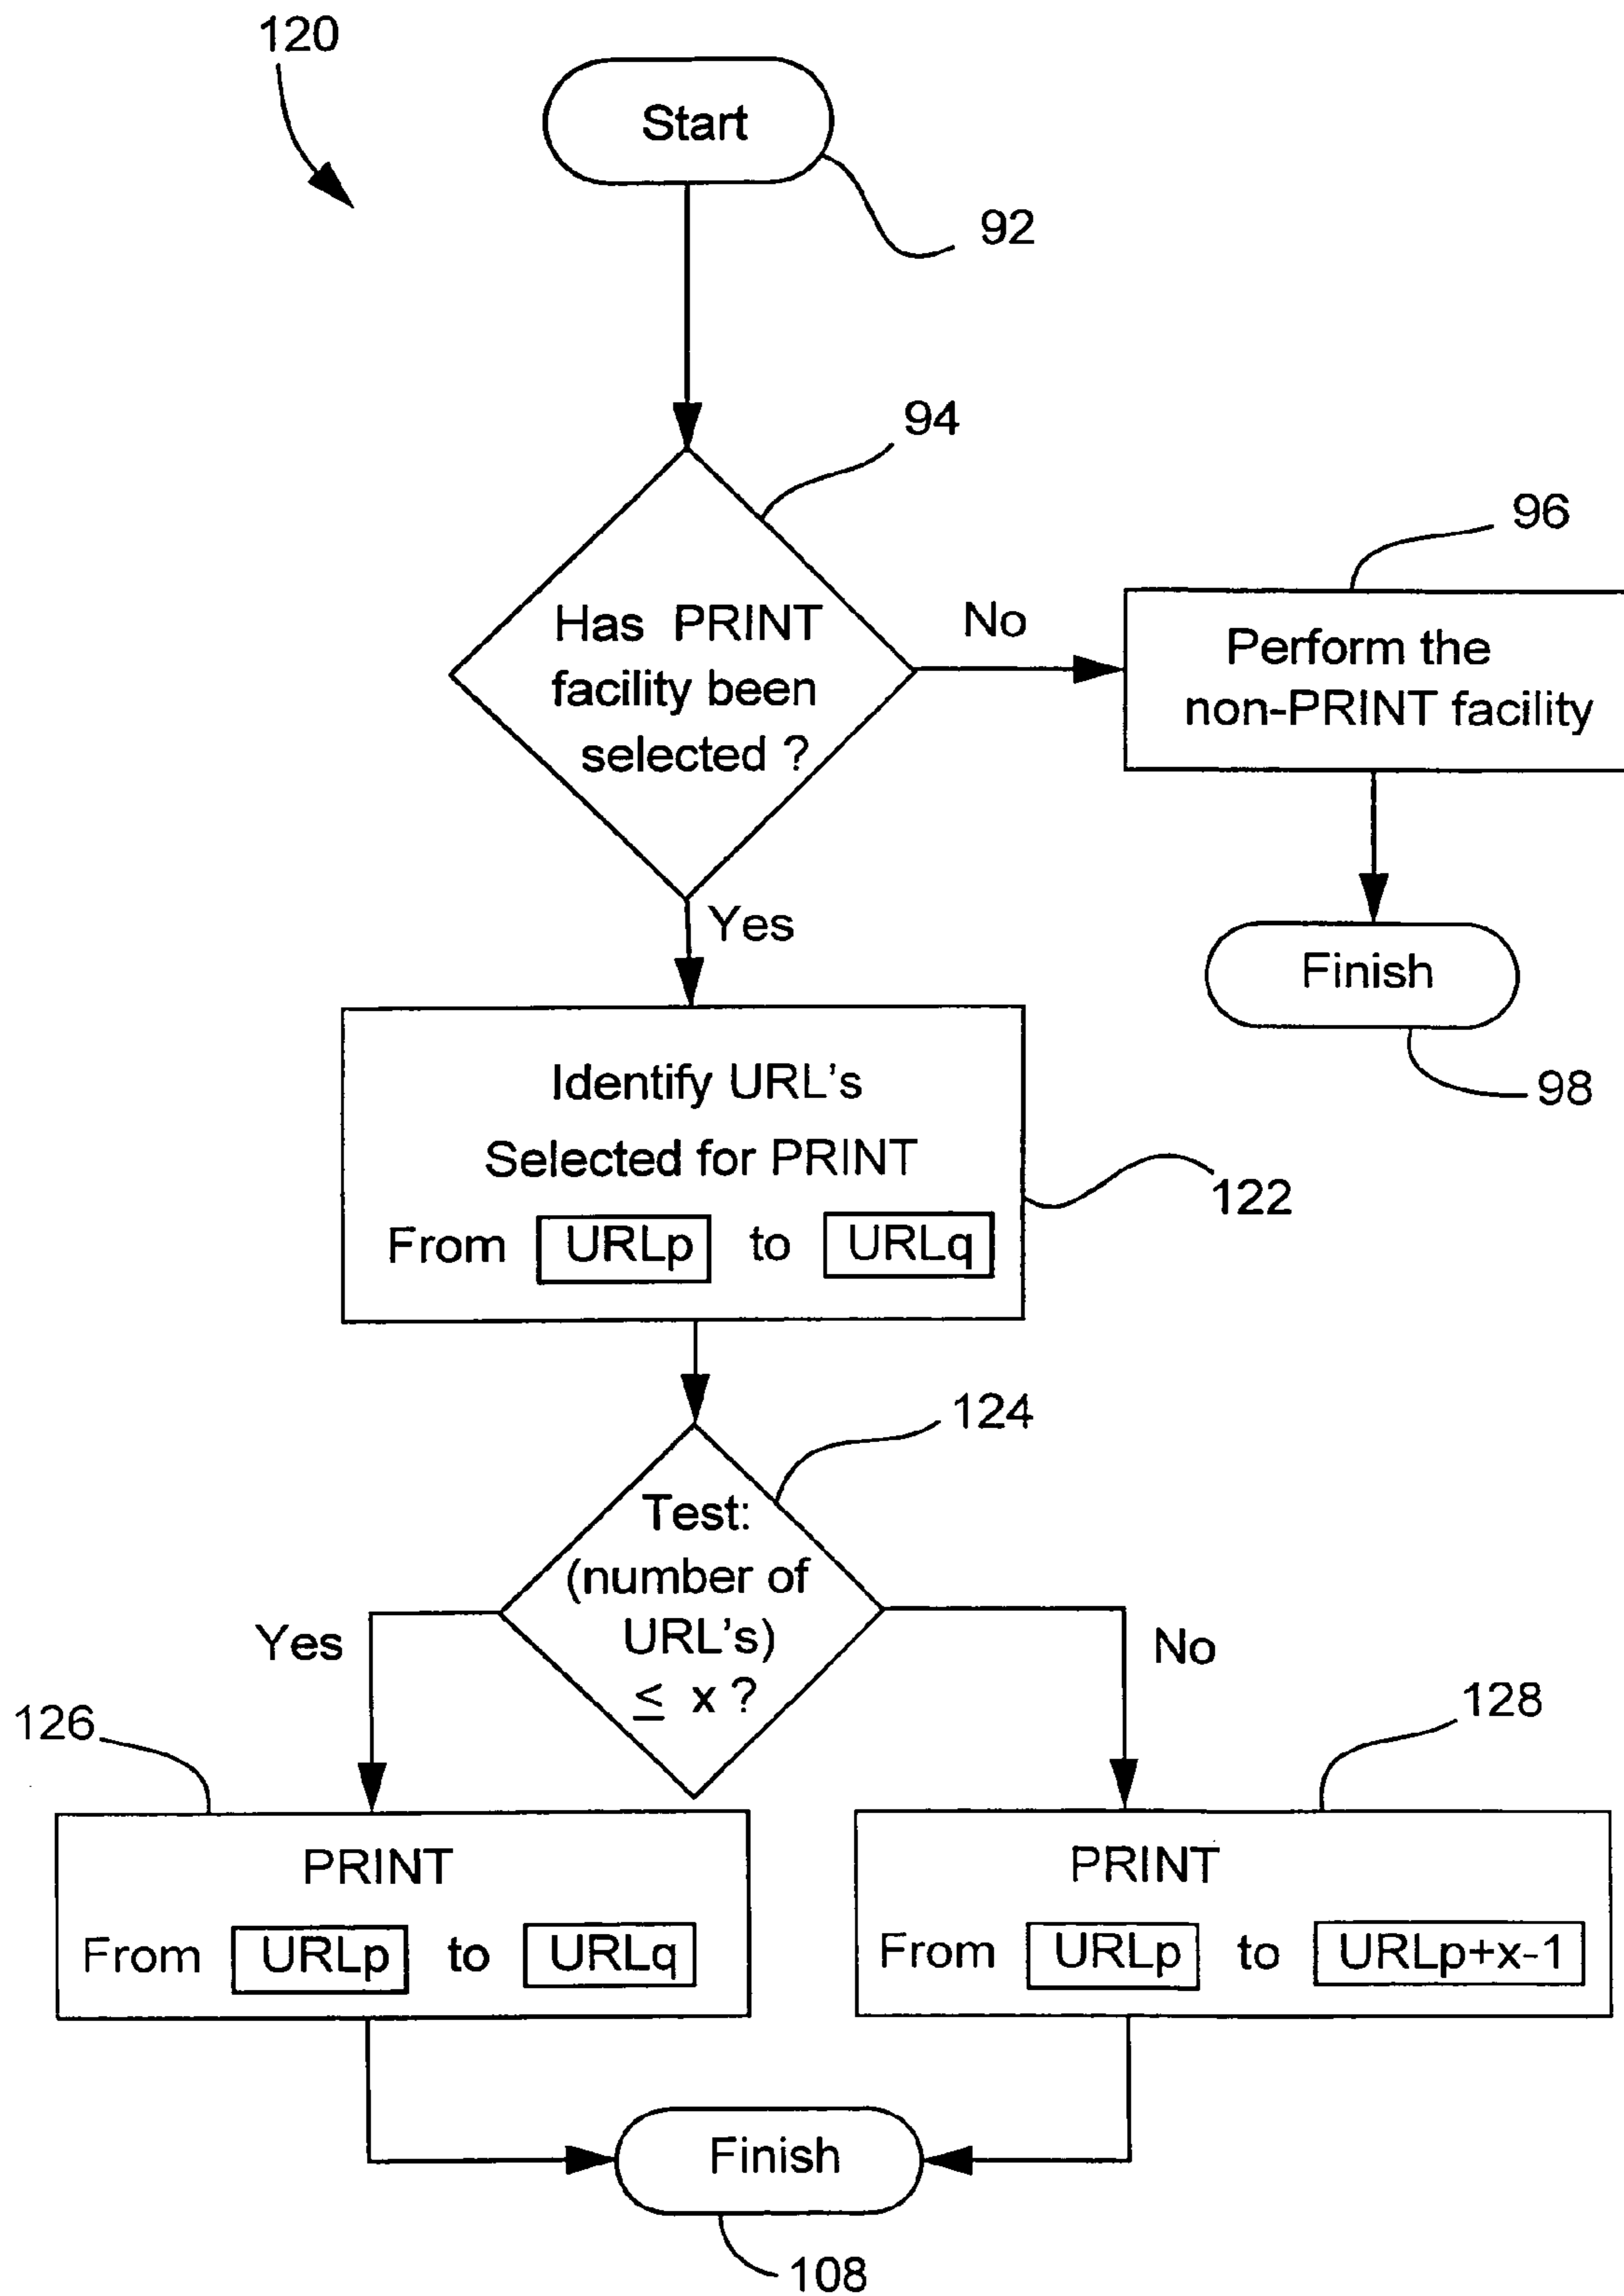 120
Start
92
94
Has PRINT
facility been
selected ?
No
96
Perform the
non-PRINT facility
Yes
Finish
98
Identify URL's
Selected for PRINT
From URLp to URLq
122
124
Test:
(number of
URL's)
≤ x ?
Yes
No
126
128
PRINT
From URLp to URLq
PRINT
From URLp to URLp+x-1
Finish
108